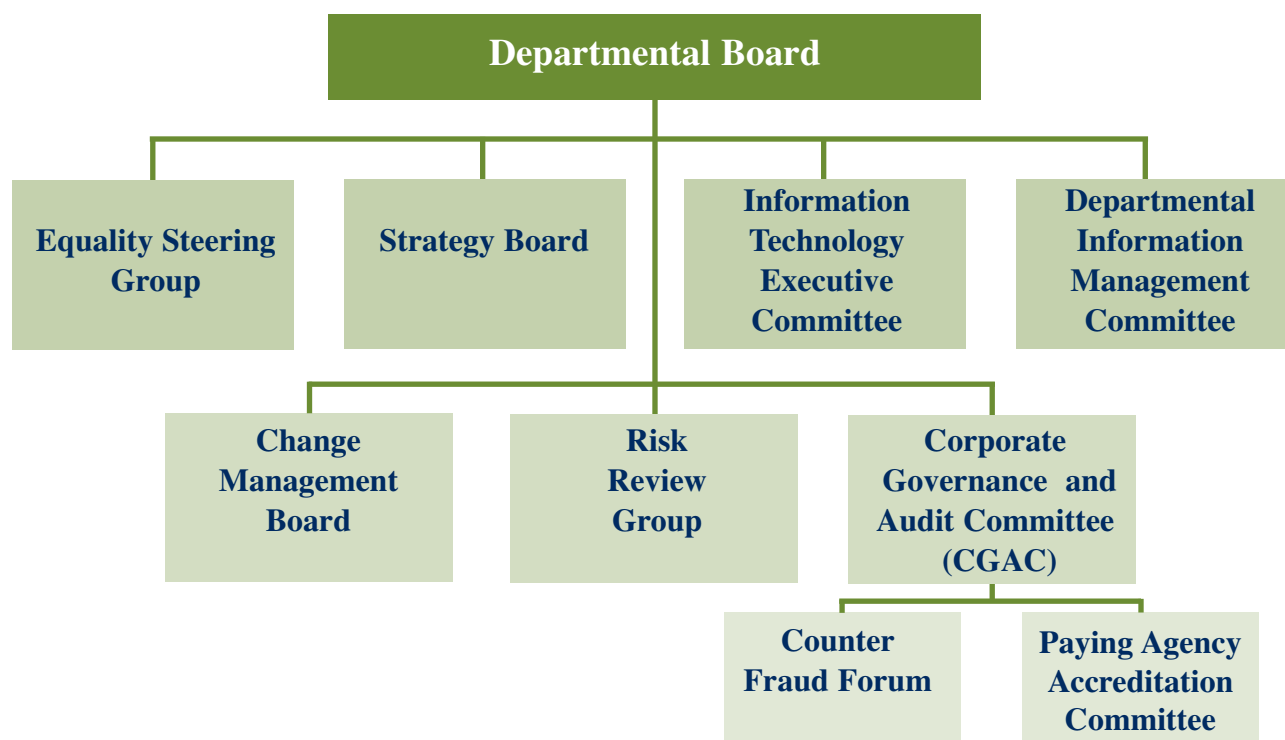 Departmental Board
Equality Steering
Group
Strategy Board
Information
Technology
Executive
Committee
Departmental
Information
Management
Committee
Change
Management
Board
Risk
Review
Group
Corporate
Governance and
Audit Committee
(CGAC)
Counter
Fraud Forum
Paying Agency
Accreditation
Committee